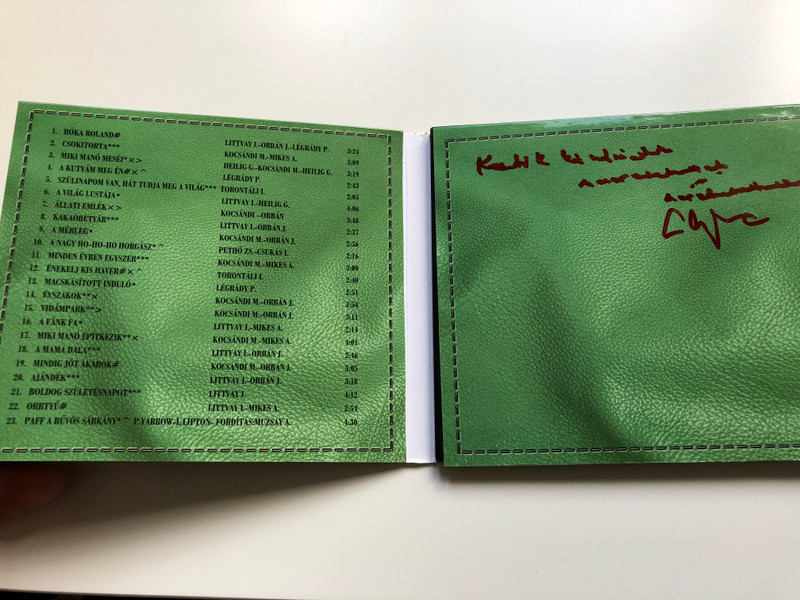 1. RÓKA ROLAND# LITTVAY I.-ORBÁN J.-LÉGRÁDY P. 3:24
2. CSOKITORTA*** KOCSÁNDI M.-MIKES A. 3:09
3. MIKI MANÓ MESÉI*×> HEILIG G.-KOCSÁNDI M.-HEILIG G. 3:19
4. A KUTYÁM MEG ÉN#×^ LÉGRÁDY P. 2:43
5. SZÜLINAPOM VAN, HÁT TUDJA MEG A VILÁG*** TORONTÁLI I. 2:05
6. A VILÁG LUSTÁJA* LITTVAY I.-HEILIG G. 4:06
7. ÁLLATI EMLÉK×> KOCSÁNDI -ORBÁN 3:48
8. KAKAÓBETYÁR*** LITTVAY I.-ORBÁN J. 2:37
9. A MÉRLEG* KOCSÁNDI M.-ORBÁN J. 2:56
10. A NAGY HO-HO-HO HORGÁSZ*^ PETHŐ ZS.-CSUKÁS I. 2:16
11. MINDEN ÉVBEN EGYSZER*** KOCSÁNDI M.-MIKES A. 3:00
12. ÉNEKELJ KIS HAVER#×^ TORONTÁLI I. 2:40
13. MACSKÁSÍTOTT INDULÓ* LÉGRÁDY P. 2:51
14. ÉVSZAKOK**× KOCSÁNDI M.-ORBÁN J. 3:54
15. VIDÁMPARK**> KOCSÁNDI M.-ORBÁN J. 3:11
16. A FÁNK FA* LITTVAY I.-MIKES A. 2:14
17. MIKI MANÓ ÉPÍTKEZIK**× KOCSÁNDI M.-MIKES A. 4:01
18. A MAMA DALA*** LITTVAY I.-ORBÁN J. 2:46
19. MINDIG JÓT AKAROK# KOCSÁNDI M.-ORBÁN J. 3:05
20. AJÁNDÉK*** LITTVAY I.-ORBÁN J. 3:18
21. BOLDOG SZÜLETÉSNAPOT*** LITTVAY I. 4:12
22. ORRTYŰ# LITTVAY I.-MIKES A. 2:54
23. PAFF A BŰVÖS SÁRKÁNY*^ P.YARROW-L.LIPTON- FORDÍTÁS:MUZSAY A. 4:30